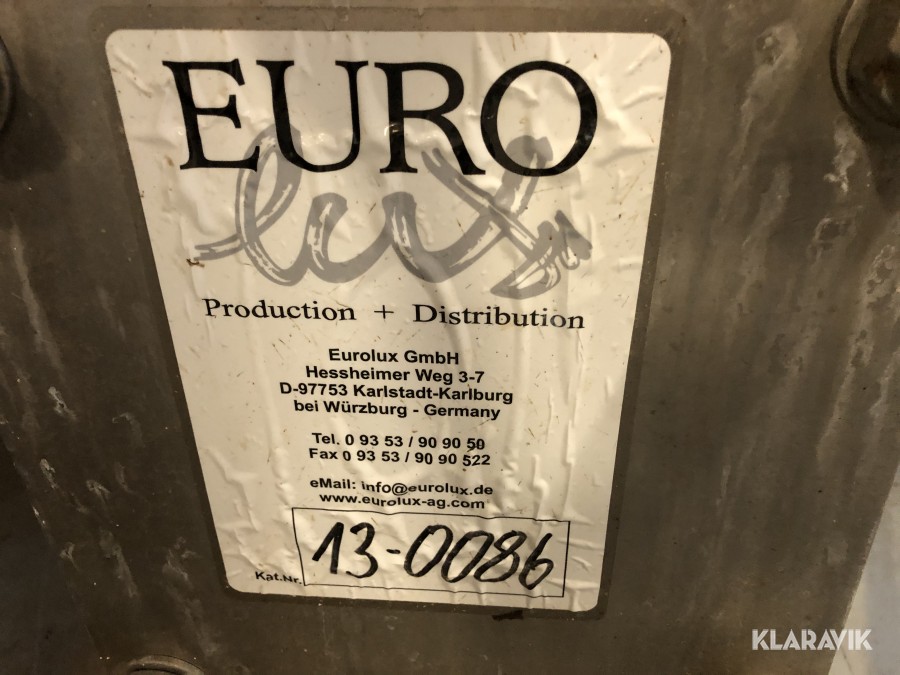 EURO
lux
Production + Distribution
Eurolux GmbH
Hessheimer Weg 3-7
D-97753 Karlstadt-Karlburg
bei Würzburg - Germany
Tel. 0 93 53 / 90 90 50
Fax 0 93 53 / 90 90 522
eMail: info@eurolux.de
www.eurolux-ag.com
Kat.Nr. 13-0086
KLARAVIK